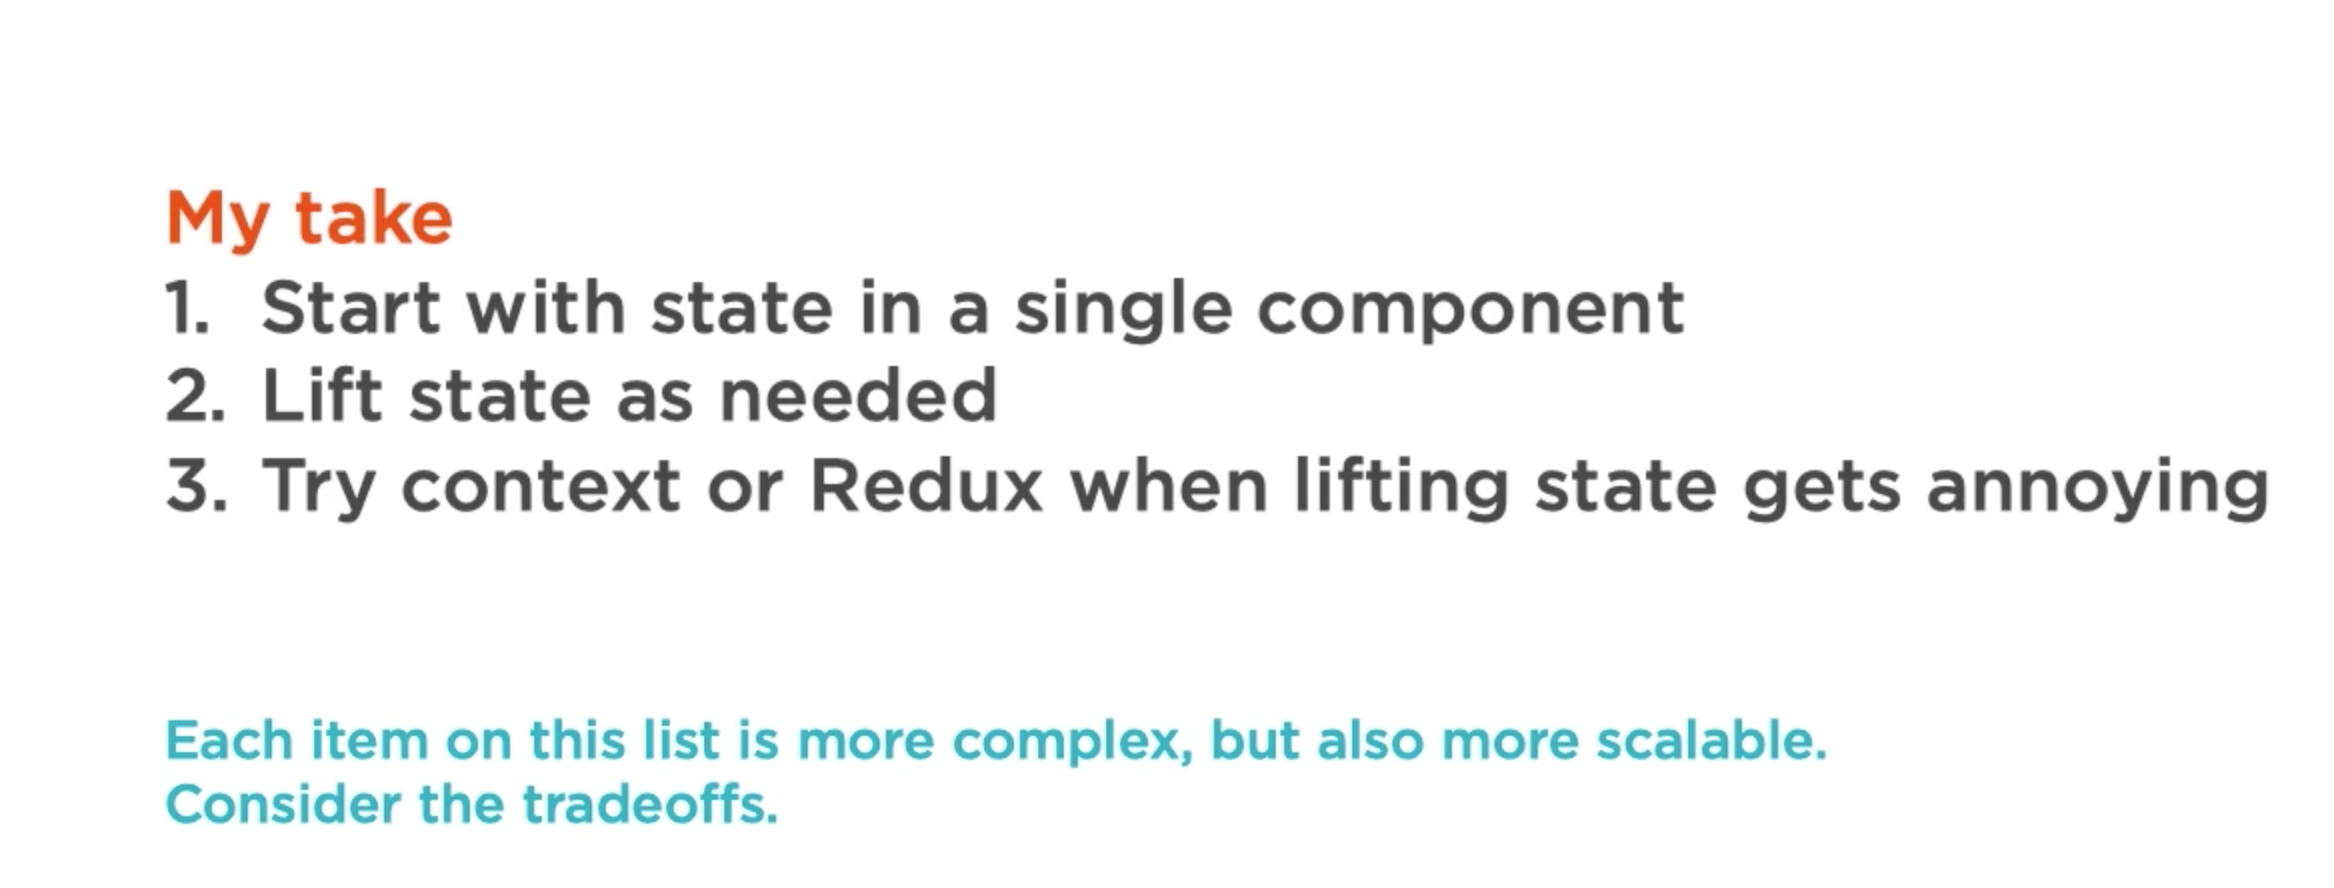 My take
1. Start with state in a single component
2. Lift state as needed
3. Try context or Redux when lifting state gets annoying
Each item on this list is more complex, but also more scalable.
Consider the tradeoffs.